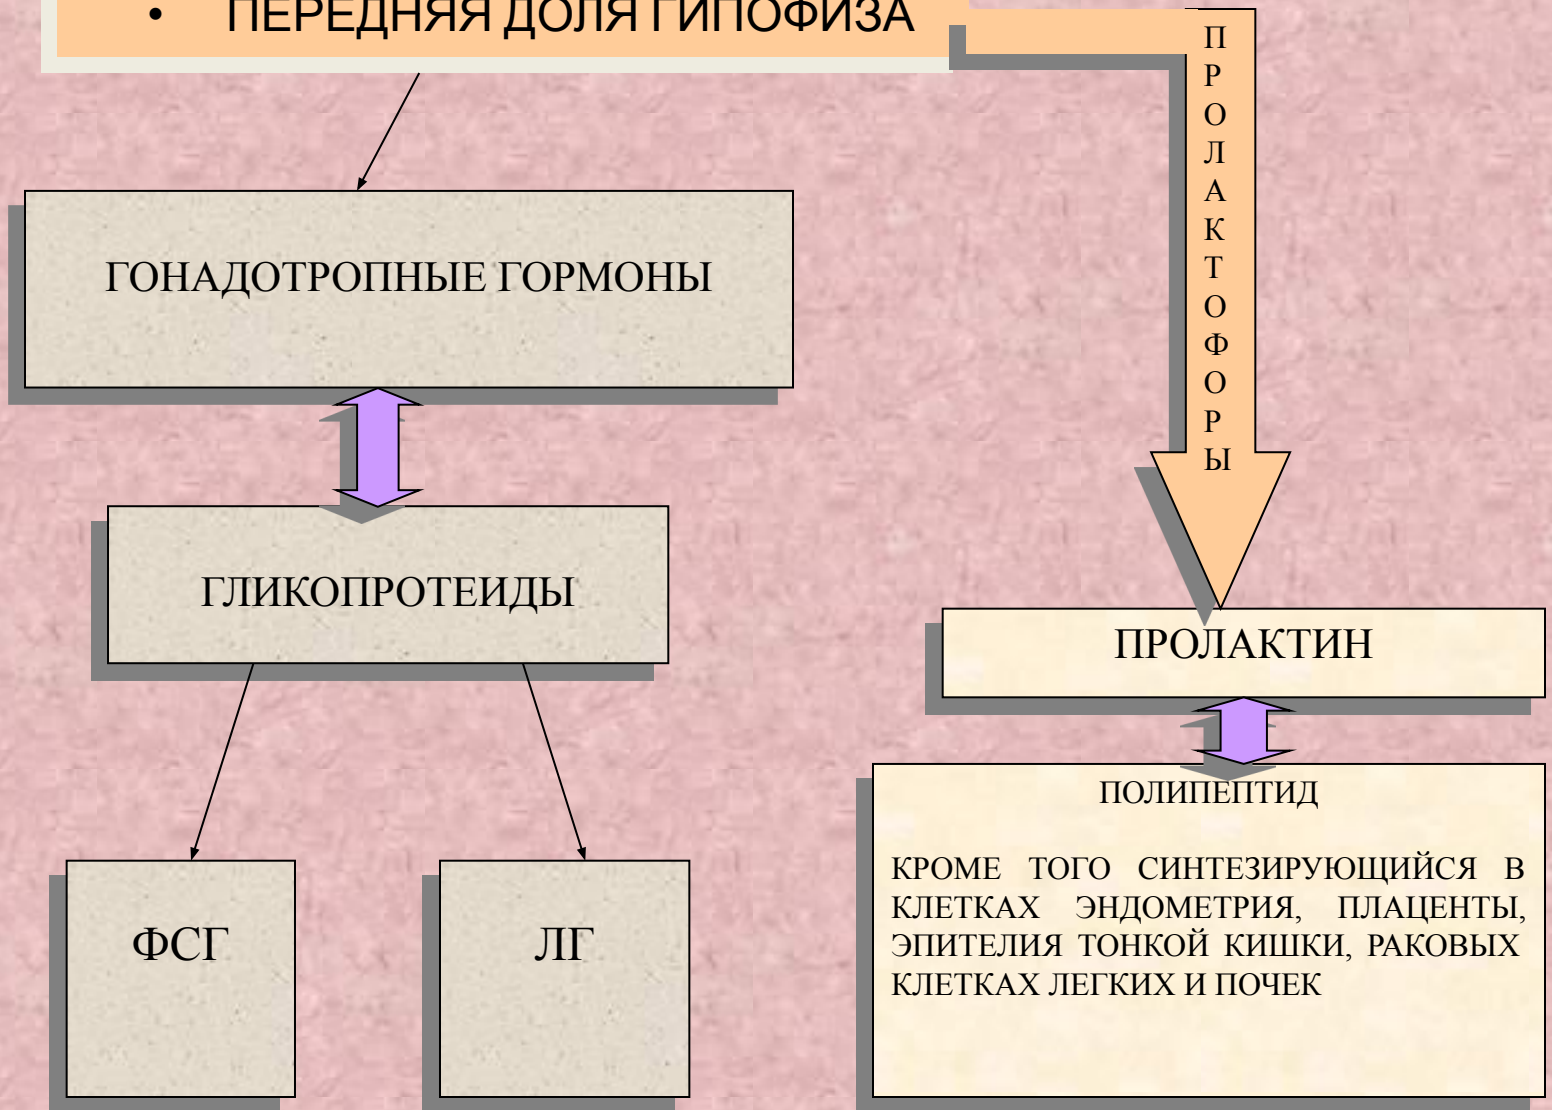 • ПЕРЕДНЯЯ ДОЛЯ ГИПОФИЗА
ПРОЛАКТОФОРЫ
ГОНАДОТРОПНЫЕ ГОРМОНЫ
ГЛИКОПРОТЕИДЫ
ПРОЛАКТИН
ПОЛИПЕПТИД
КРОМЕ ТОГО СИНТЕЗИРУЮЩИЙСЯ В
КЛЕТКАХ ЭНДОМЕТРИЯ, ПЛАЦЕНТЫ,
ЭПИТЕЛИЯ ТОНКОЙ КИШКИ, РАКОВЫХ
КЛЕТКАХ ЛЕГКИХ И ПОЧЕК
ФСГ
ЛГ